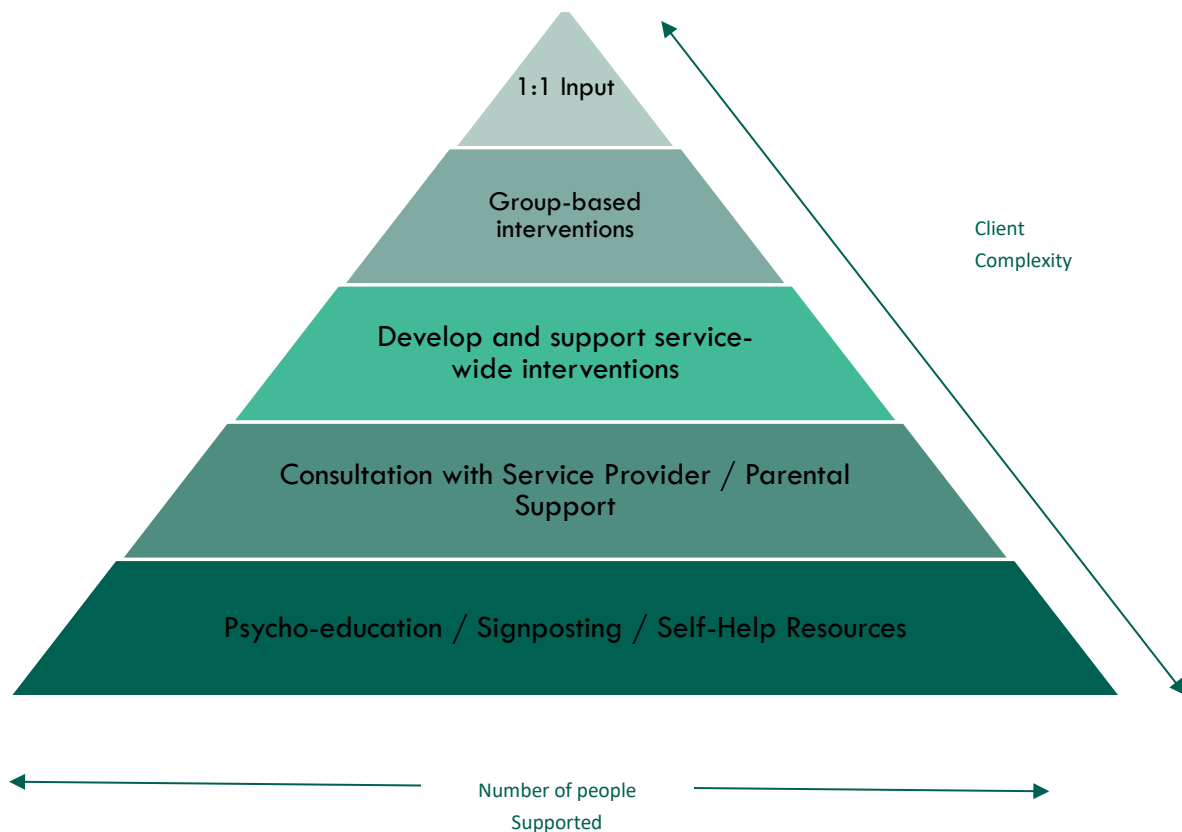 1:1 Input
Group-based
interventions
Client
Complexity
Develop and support service-
wide interventions
Consultation with Service Provider / Parental
Support
Psycho-education / Signposting / Self-Help Resources
Number of people
Supported